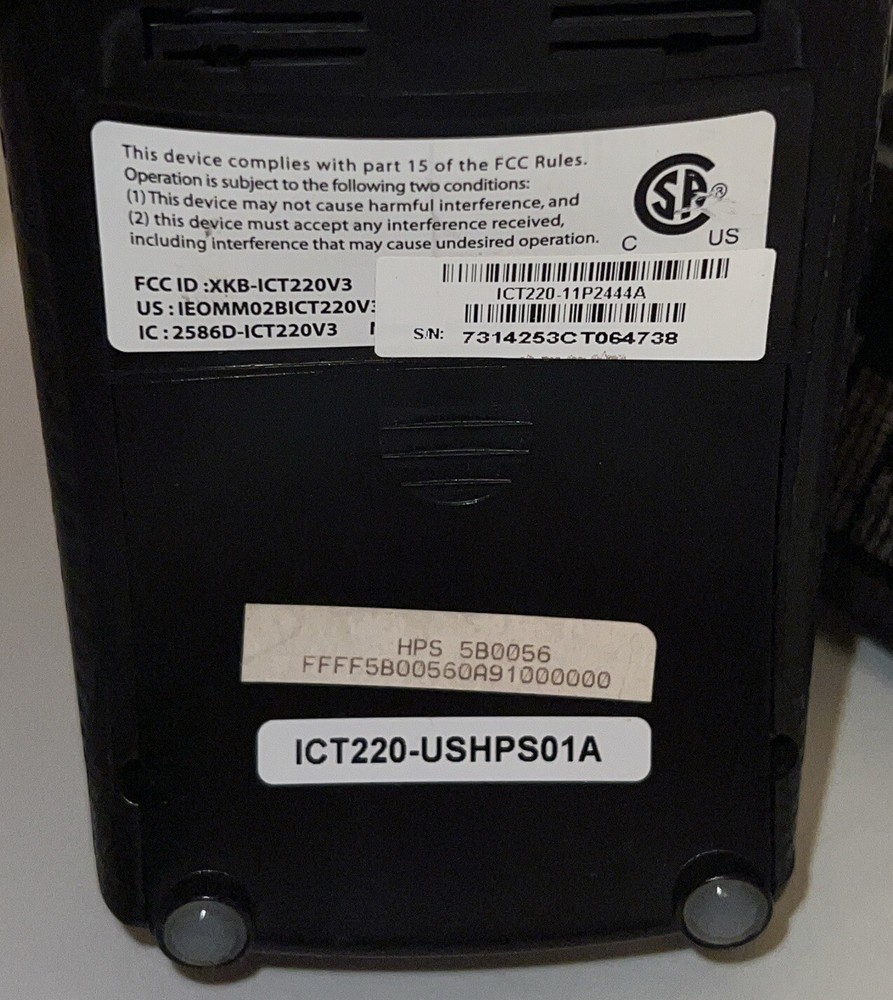 This device complies with part 15 of the FCC Rules.
Operation is subject to the following two conditions:
(1) This device may not cause harmful interference, and
(2) this device must accept any interference received,
including interference that may cause undesired operation.
SA ®
C US
FCC ID :XKB-ICT220V3
US : IEOMM02BICT220V3
IC : 2586D-ICT220V3
ICT220-11P2444A
S/N: 7314253CT064738
HPS 5B0056
FFFF5B00560A91000000
ICT220-USHPS01A